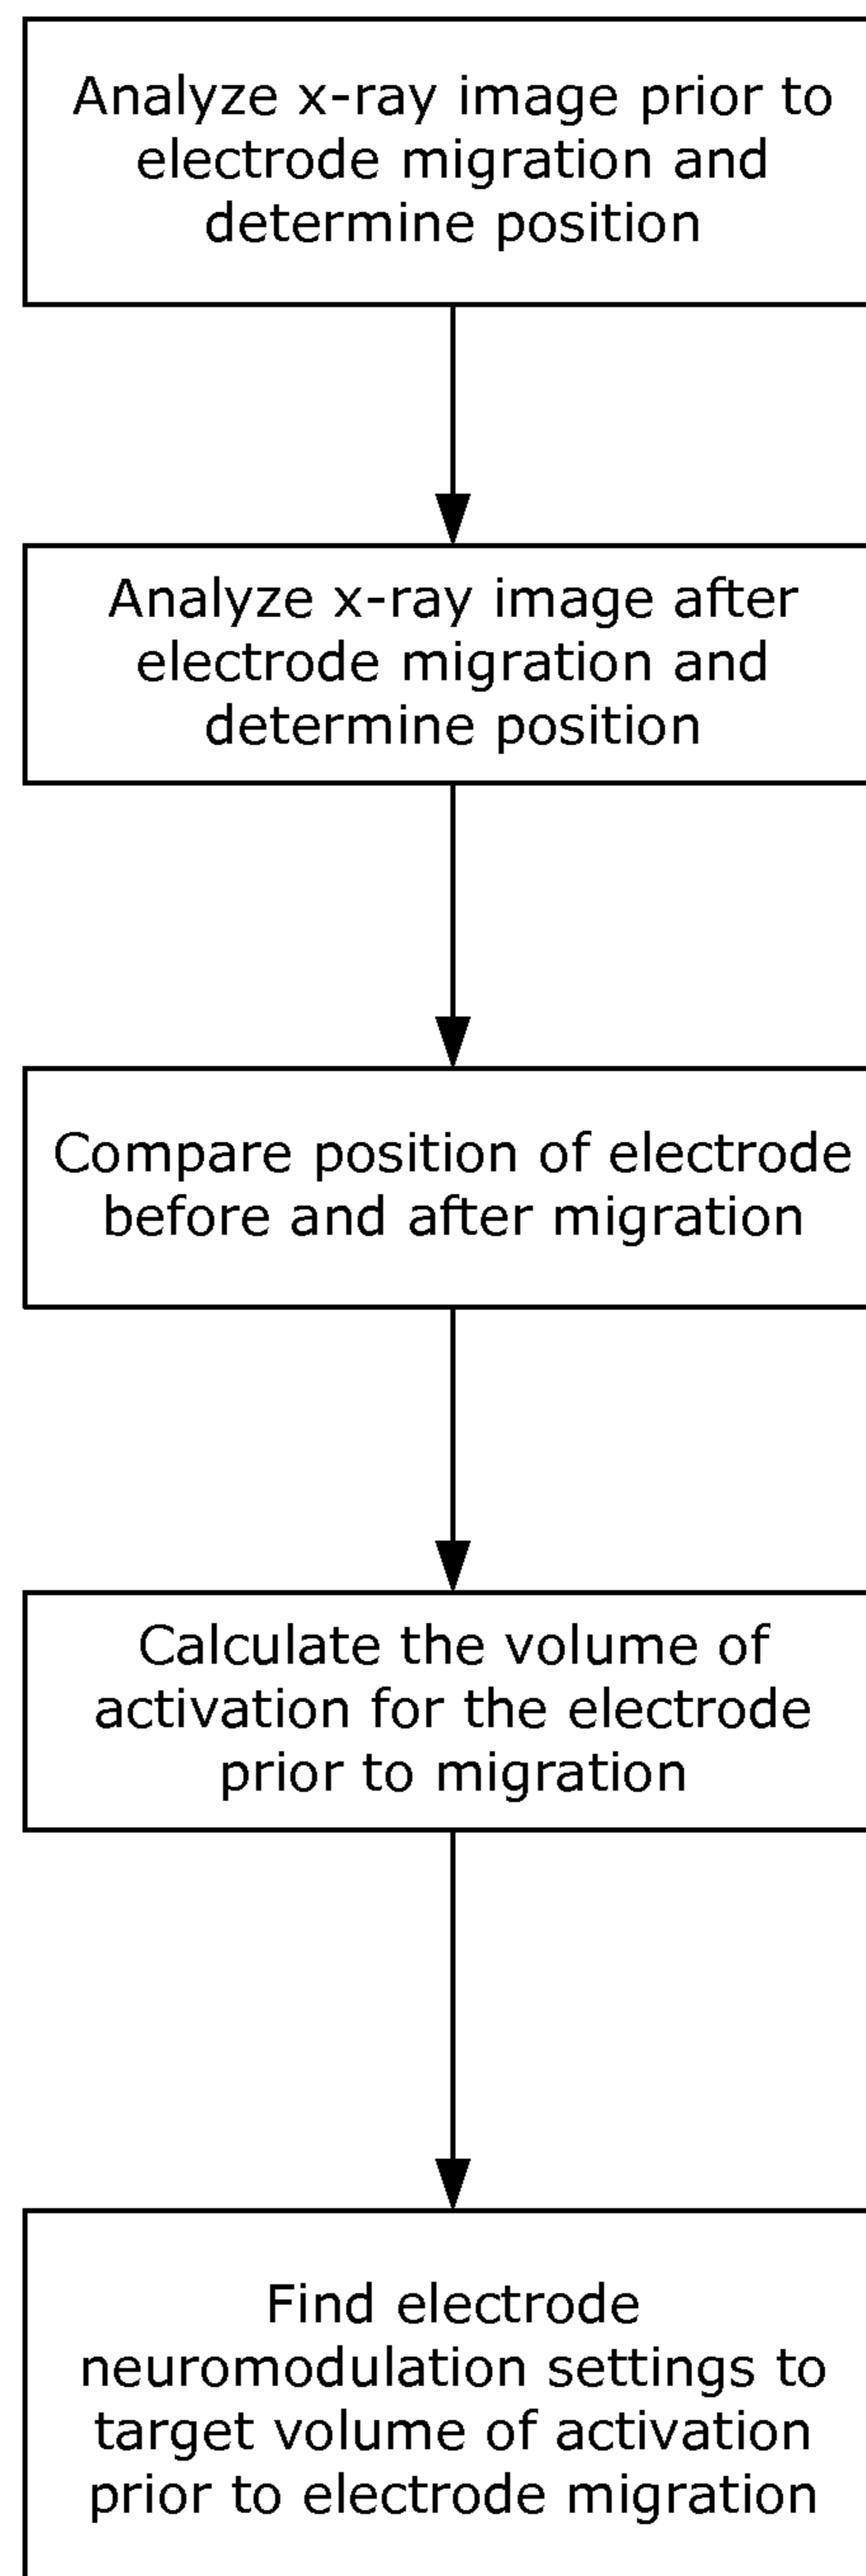 Analyze x-ray image prior to
electrode migration and
determine position
Analyze x-ray image after
electrode migration and
determine position
Compare position of electrode
before and after migration
Calculate the volume of
activation for the electrode
prior to migration
Find electrode
neuromodulation settings to
target volume of activation
prior to electrode migration